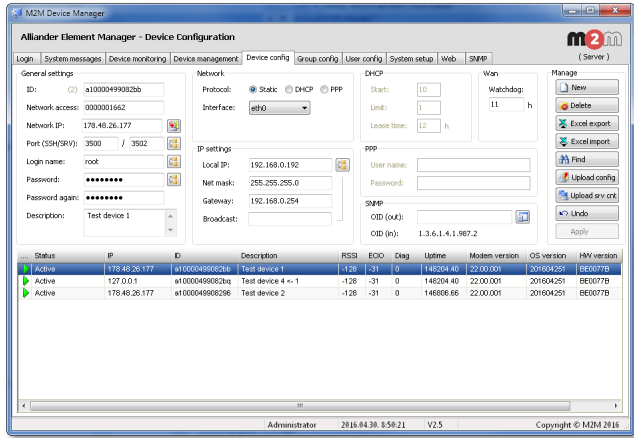 M2M Device Manager
Alliander Element Manager - Device Configuration
m2m
( Server )
Login System messages Device monitoring Device management Device config Group config User config System setup Web SNMP
General settings
ID: (2) a10000499082bb
Network access: 0000001662
Network IP: 178.48.26.177
Port (SSH/SRV): 3500 / 3502
Login name: root
Password: ●●●●●●●●
Password again: ●●●●●●●●
Description: Test device 1
Network
Protocol: Static DHCP PPP
Interface: eth0
IP settings
Local IP: 192.168.0.192
Net mask: 255.255.255.0
Gateway: 192.168.0.254
Broadcast:
DHCP
Start: 10
Limit: 1
Lease time: 12 h
PPP
User name:
Password:
SNMP
OID (out):
OID (in): 1.3.6.1.4.1.987.2
Wan
Watchdog:
11 h
Manage
New
Delete
Excel export
Excel import
Find
Upload config
Upload srv cnt
Undo
Apply
.... Status IP ID Description RSSI ECIO Diag Uptime Modem version OS version HW version
Active 178.48.26.177 a10000499082bb Test device 1 -128 -31 0 148204.40 22.00.001 201604251 BE0077B
Active 127.0.0.1 a10000499082bq Test device 4 <- 1 -128 -31 0 148204.40 22.00.001 201604251 BE0077B
Active 178.48.26.177 a1000049908296 Test device 2 -128 -31 0 146806.66 22.00.001 201604251 BE0077B
Administrator 2016.04.30. 8:50:21 V2.5 Copyright © M2M 2016